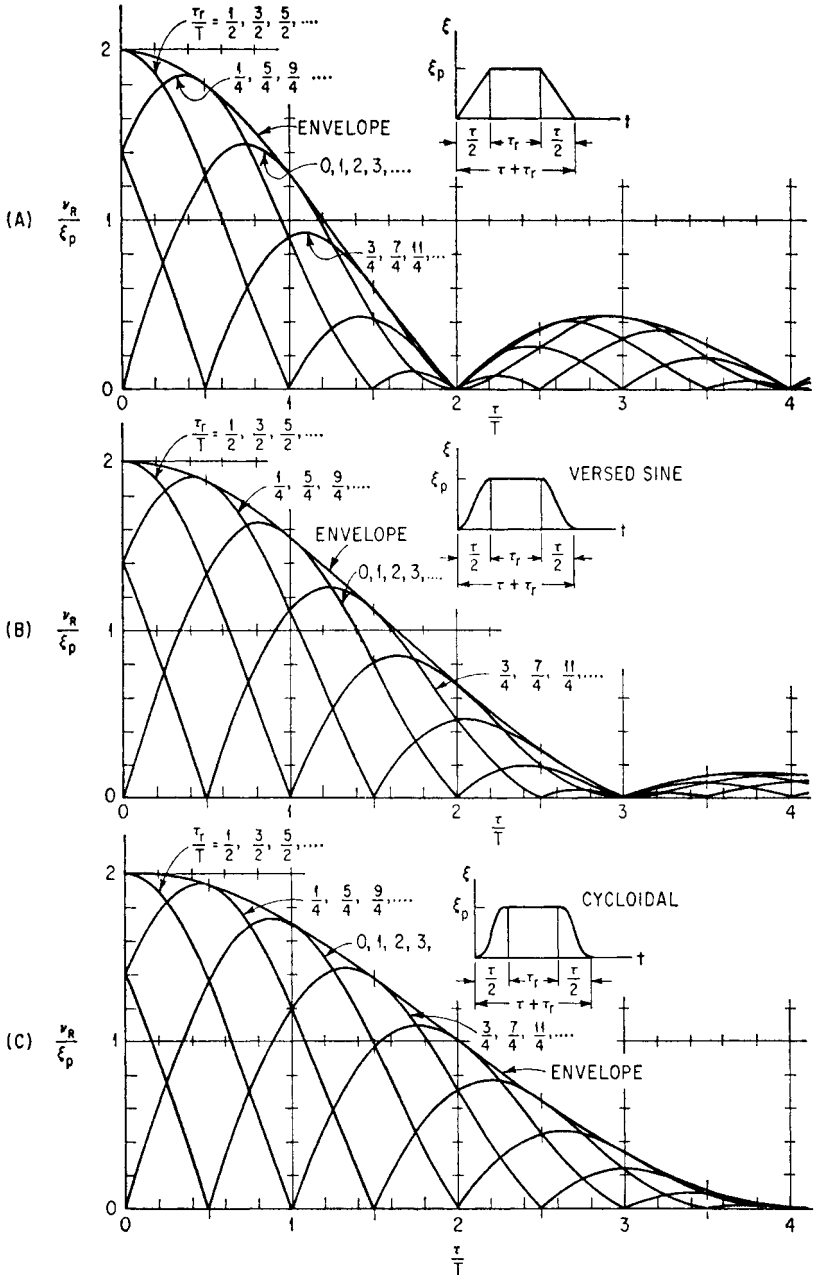 τr/T = 1/2, 3/2, 5/2, ....
1/4, 5/4, 9/4 ....
ENVELOPE
0, 1, 2, 3, ....
3/4, 7/4, 11/4, ...
(A)
νR/ξp
2
1
0
0 1 2 3 4
τ/T
ξ
ξp
t
τ/2 τr τ/2
τ + τr
τr/T = 1/2, 3/2, 5/2, ....
1/4, 5/4, 9/4, ....
ENVELOPE
0, 1, 2, 3, ....
3/4, 7/4, 11/4, ....
(B)
νR/ξp
2
1
0
0 1 2 3 4
τ/T
ξ
ξp
VERSED SINE
t
τ/2 τr τ/2
τ + τr
τr/T = 1/2, 3/2, 5/2, ....
1/4, 5/4, 9/4, ....
0, 1, 2, 3,
3/4, 7/4, 11/4, ....
ENVELOPE
(C)
νR/ξp
2
1
0
0 1 2 3 4
τ/T
ξ
ξp
CYCLOIDAL
t
τ/2 τr τ/2
τ + τr